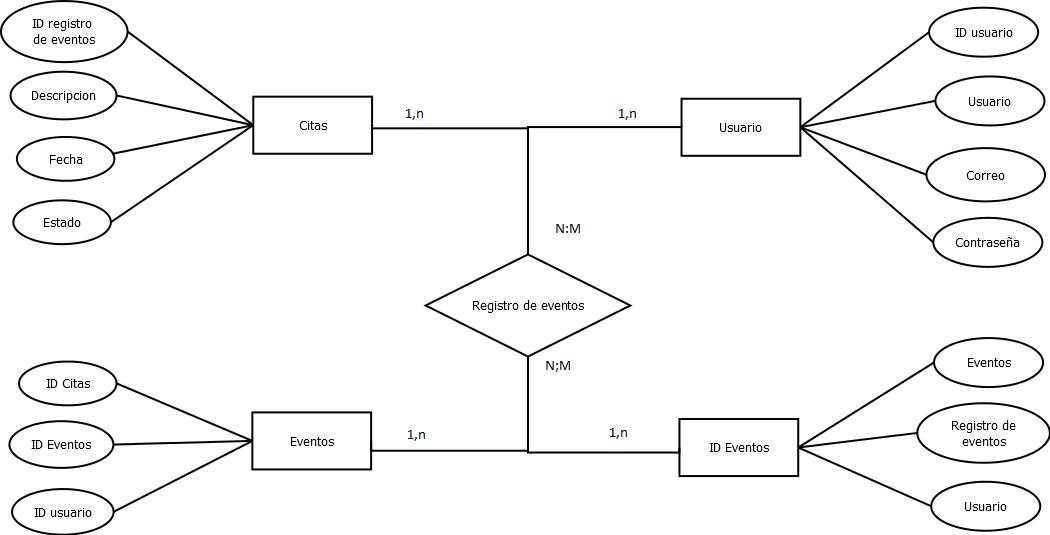 ID registro
de eventos
Descripcion
Fecha
Estado
Citas
1,n
1,n
Usuario
ID usuario
Usuario
Correo
Contraseña
N:M
Registro de eventos
N;M
ID Citas
ID Eventos
ID usuario
Eventos
1,n
1,n
ID Eventos
Eventos
Registro de
eventos
Usuario